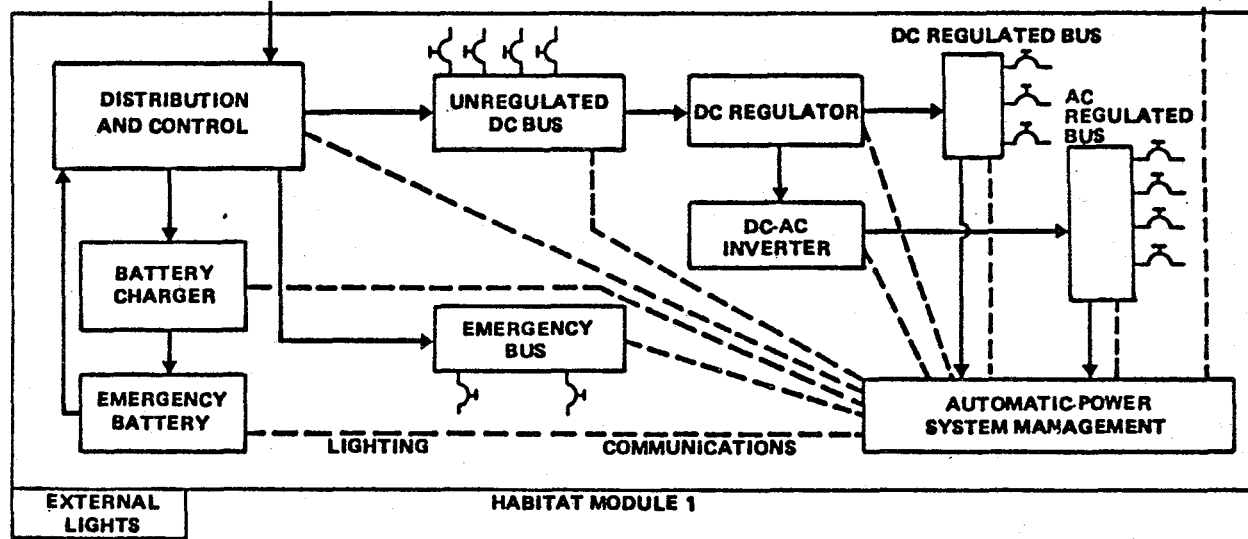 DISTRIBUTION
AND CONTROL
UNREGULATED
DC BUS
DC REGULATOR
DC REGULATED BUS
AC
REGULATED
BUS
DC-AC
INVERTER
BATTERY
CHARGER
EMERGENCY
BUS
EMERGENCY
BATTERY
LIGHTING
COMMUNICATIONS
AUTOMATIC-POWER
SYSTEM MANAGEMENT
EXTERNAL
LIGHTS
HABITAT MODULE 1